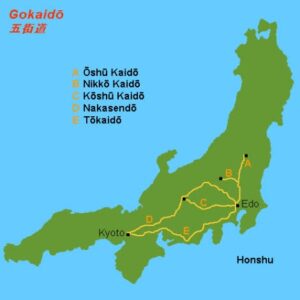 Gokaidō
五街道
A Ōshū Kaidō
B Nikkō Kaidō
C Kōshū Kaidō
D Nakasendō
E Tōkaidō
A
B
C
Edo
D
Kyoto
E
Honshu